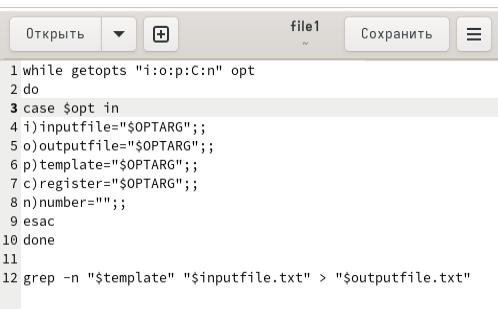 Открыть
file1
~
Сохранить
1 while getopts "i:o:p:C:n" opt
2 do
3 case $opt in
4 i)inputfile="$OPTARG";;
5 o)outputfile="$OPTARG";;
6 p)template="$OPTARG";;
7 c)register="$OPTARG";;
8 n)number="";;
9 esac
10 done
11
12 grep -n "$template" "$inputfile.txt" > "$outputfile.txt"